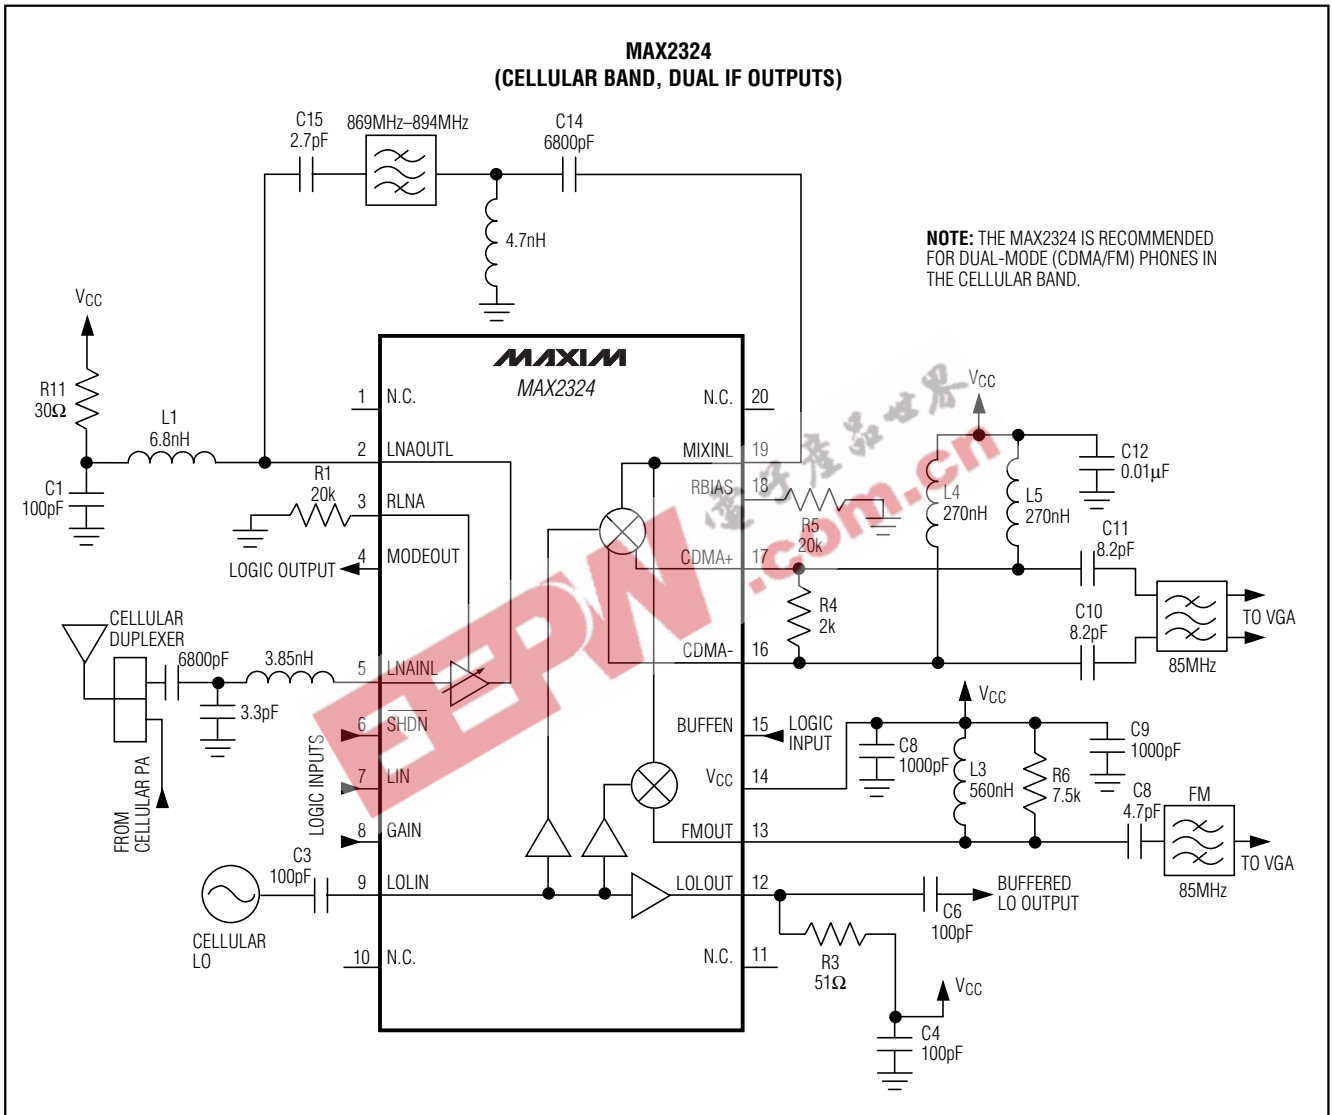 MAX2324
(CELLULAR BAND, DUAL IF OUTPUTS)
C15
2.7pF
869MHz–894MHz
C14
6800pF
4.7nH
NOTE: THE MAX2324 IS RECOMMENDED
FOR DUAL-MODE (CDMA/FM) PHONES IN
THE CELLULAR BAND.
VCC
R11
30Ω
L1
6.8nH
C1
100pF
R1
20k
LOGIC OUTPUT
CELLULAR
DUPLEXER
6800pF
3.85nH
3.3pF
FROM
CELLULAR PA
LOGIC INPUTS
C3
100pF
CELLULAR
LO
MAXIM
MAX2324
1 N.C.
2 LNAOUTL
3 RLNA
4 MODEOUT
5 LNAINL
6 SHDN
7 LIN
8 GAIN
9 LOLIN
10 N.C.
N.C. 20
MIXINL 19
RBIAS 18
CDMA+ 17
CDMA- 16
BUFFEN 15
VCC 14
FMOUT 13
LOLOUT 12
N.C. 11
R5
20k
R4
2k
VCC
L4
270nH
L5
270nH
C12
0.01µF
C11
8.2pF
C10
8.2pF
85MHz
TO VGA
LOGIC
INPUT
VCC
C8
1000pF
L3
560nH
R6
7.5k
C9
1000pF
C8
4.7pF
FM
85MHz
TO VGA
C6
100pF
BUFFERED
LO OUTPUT
R3
51Ω
VCC
C4
100pF
EEPW
電子產品世界
.com.cn